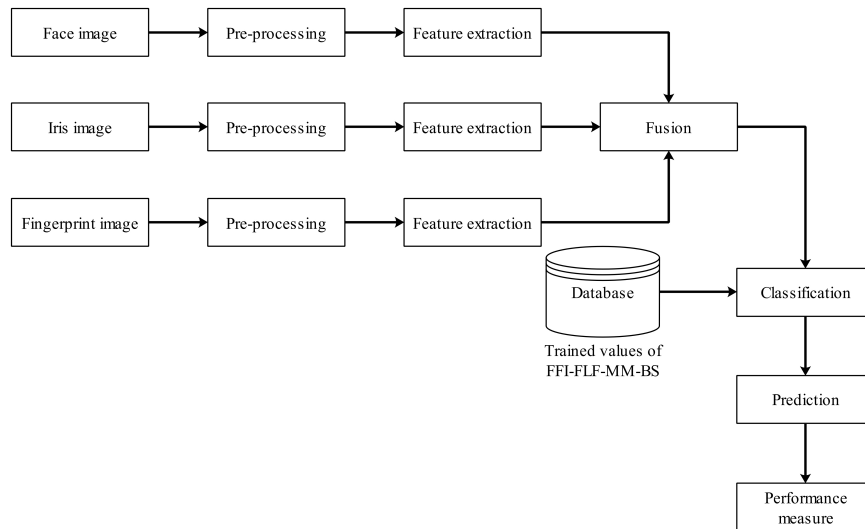 Face image
Pre-processing
Feature extraction
Iris image
Pre-processing
Feature extraction
Fusion
Fingerprint image
Pre-processing
Feature extraction
Database
Classification
Trained values of
FFI-FLF-MM-BS
Prediction
Performance
measure